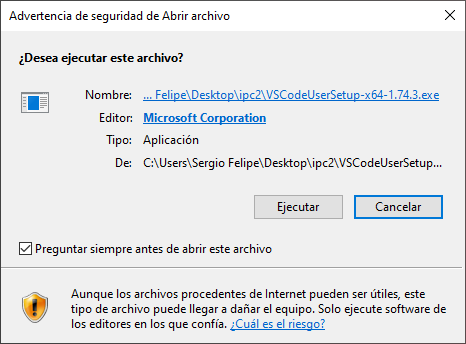 Advertencia de seguridad de Abrir archivo
¿Desea ejecutar este archivo?
Nombre: ... Felipe\Desktop\ipc2\VSCodeUserSetup-x64-1.74.3.exe
Editor: Microsoft Corporation
Tipo: Aplicación
De: C:\Users\Sergio Felipe\Desktop\ipc2\VSCodeUserSetup...
Ejecutar Cancelar
Preguntar siempre antes de abrir este archivo
Aunque los archivos procedentes de Internet pueden ser útiles, este
tipo de archivo puede llegar a dañar el equipo. Solo ejecute software de
los editores en los que confía. ¿Cuál es el riesgo?